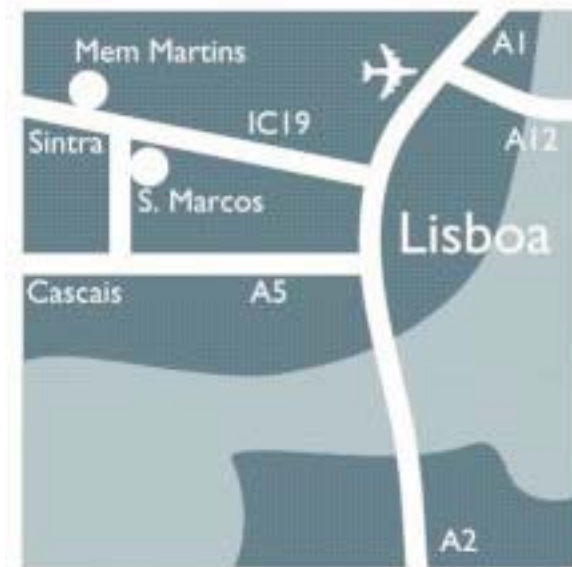 A1
Mem Martins
IC19
A12
Sintra
S. Marcos
Lisboa
Cascais
A5
A2